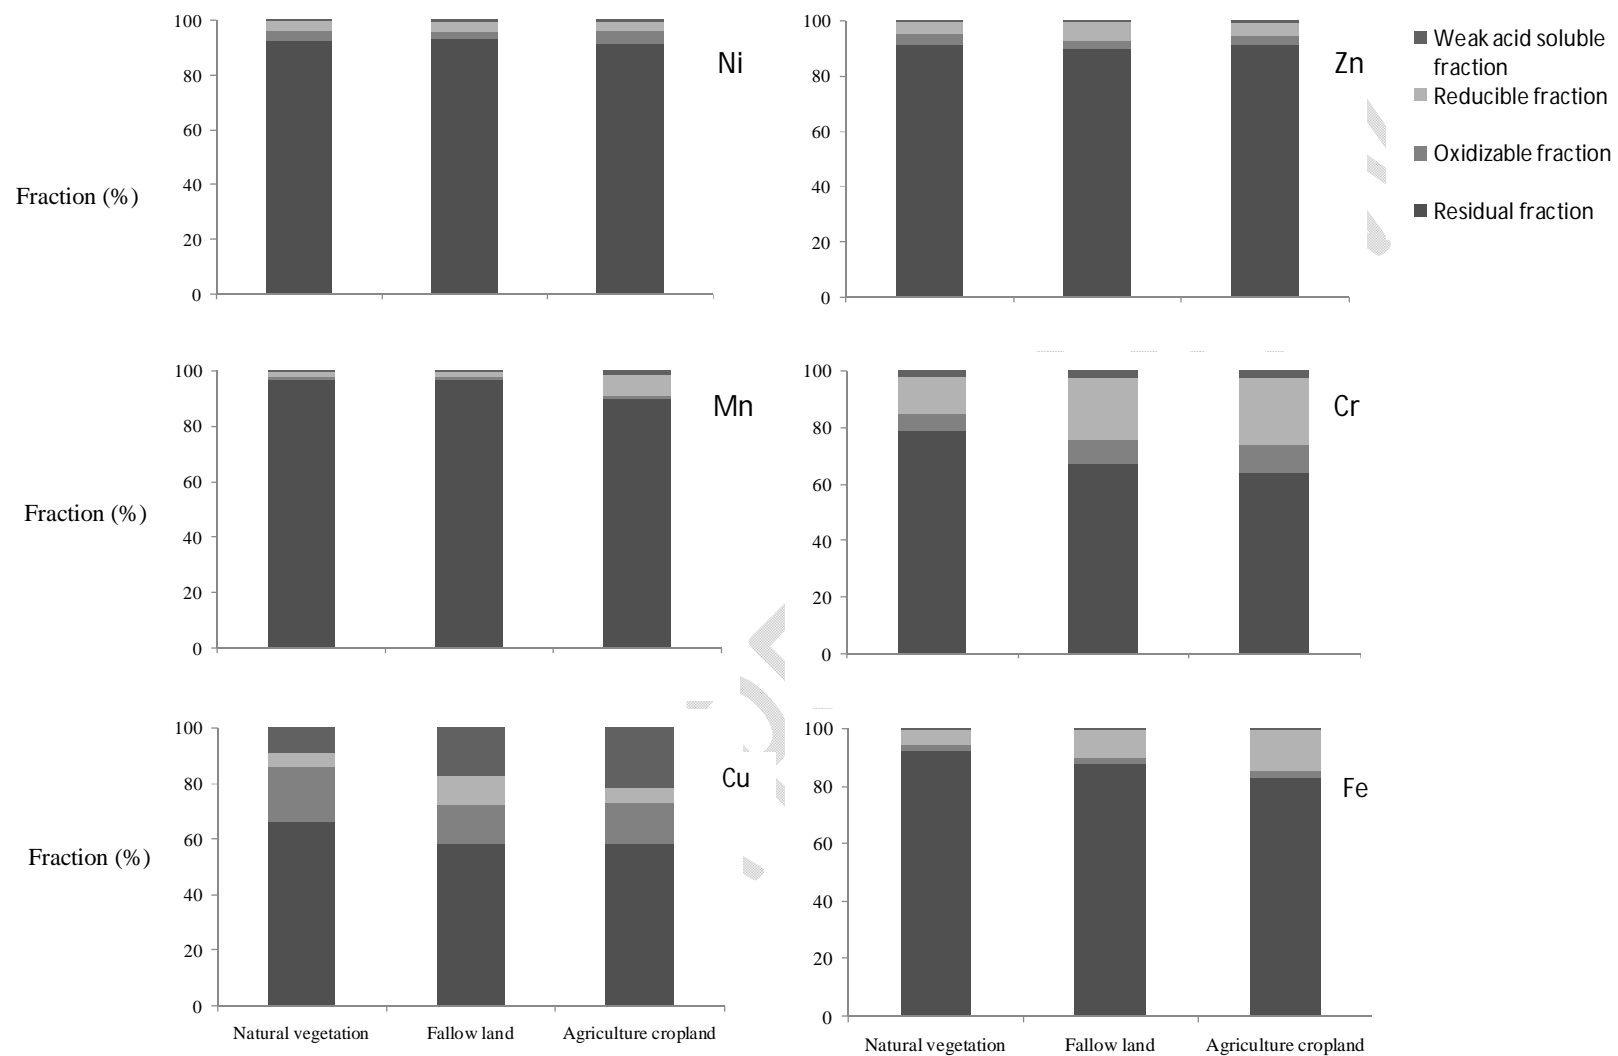 100
80
60
40
20
0
Ni
Fraction (%)
100
80
60
40
20
0
Zn
Weak acid soluble
fraction
Reducible fraction
Oxidizable fraction
Residual fraction
100
80
60
40
20
0
Mn
Fraction (%)
100
80
60
40
20
0
Cr
100
80
60
40
20
0
Cu
Fraction (%)
Natural vegetation Fallow land Agriculture cropland
100
80
60
40
20
0
Fe
Natural vegetation Fallow land Agriculture cropland